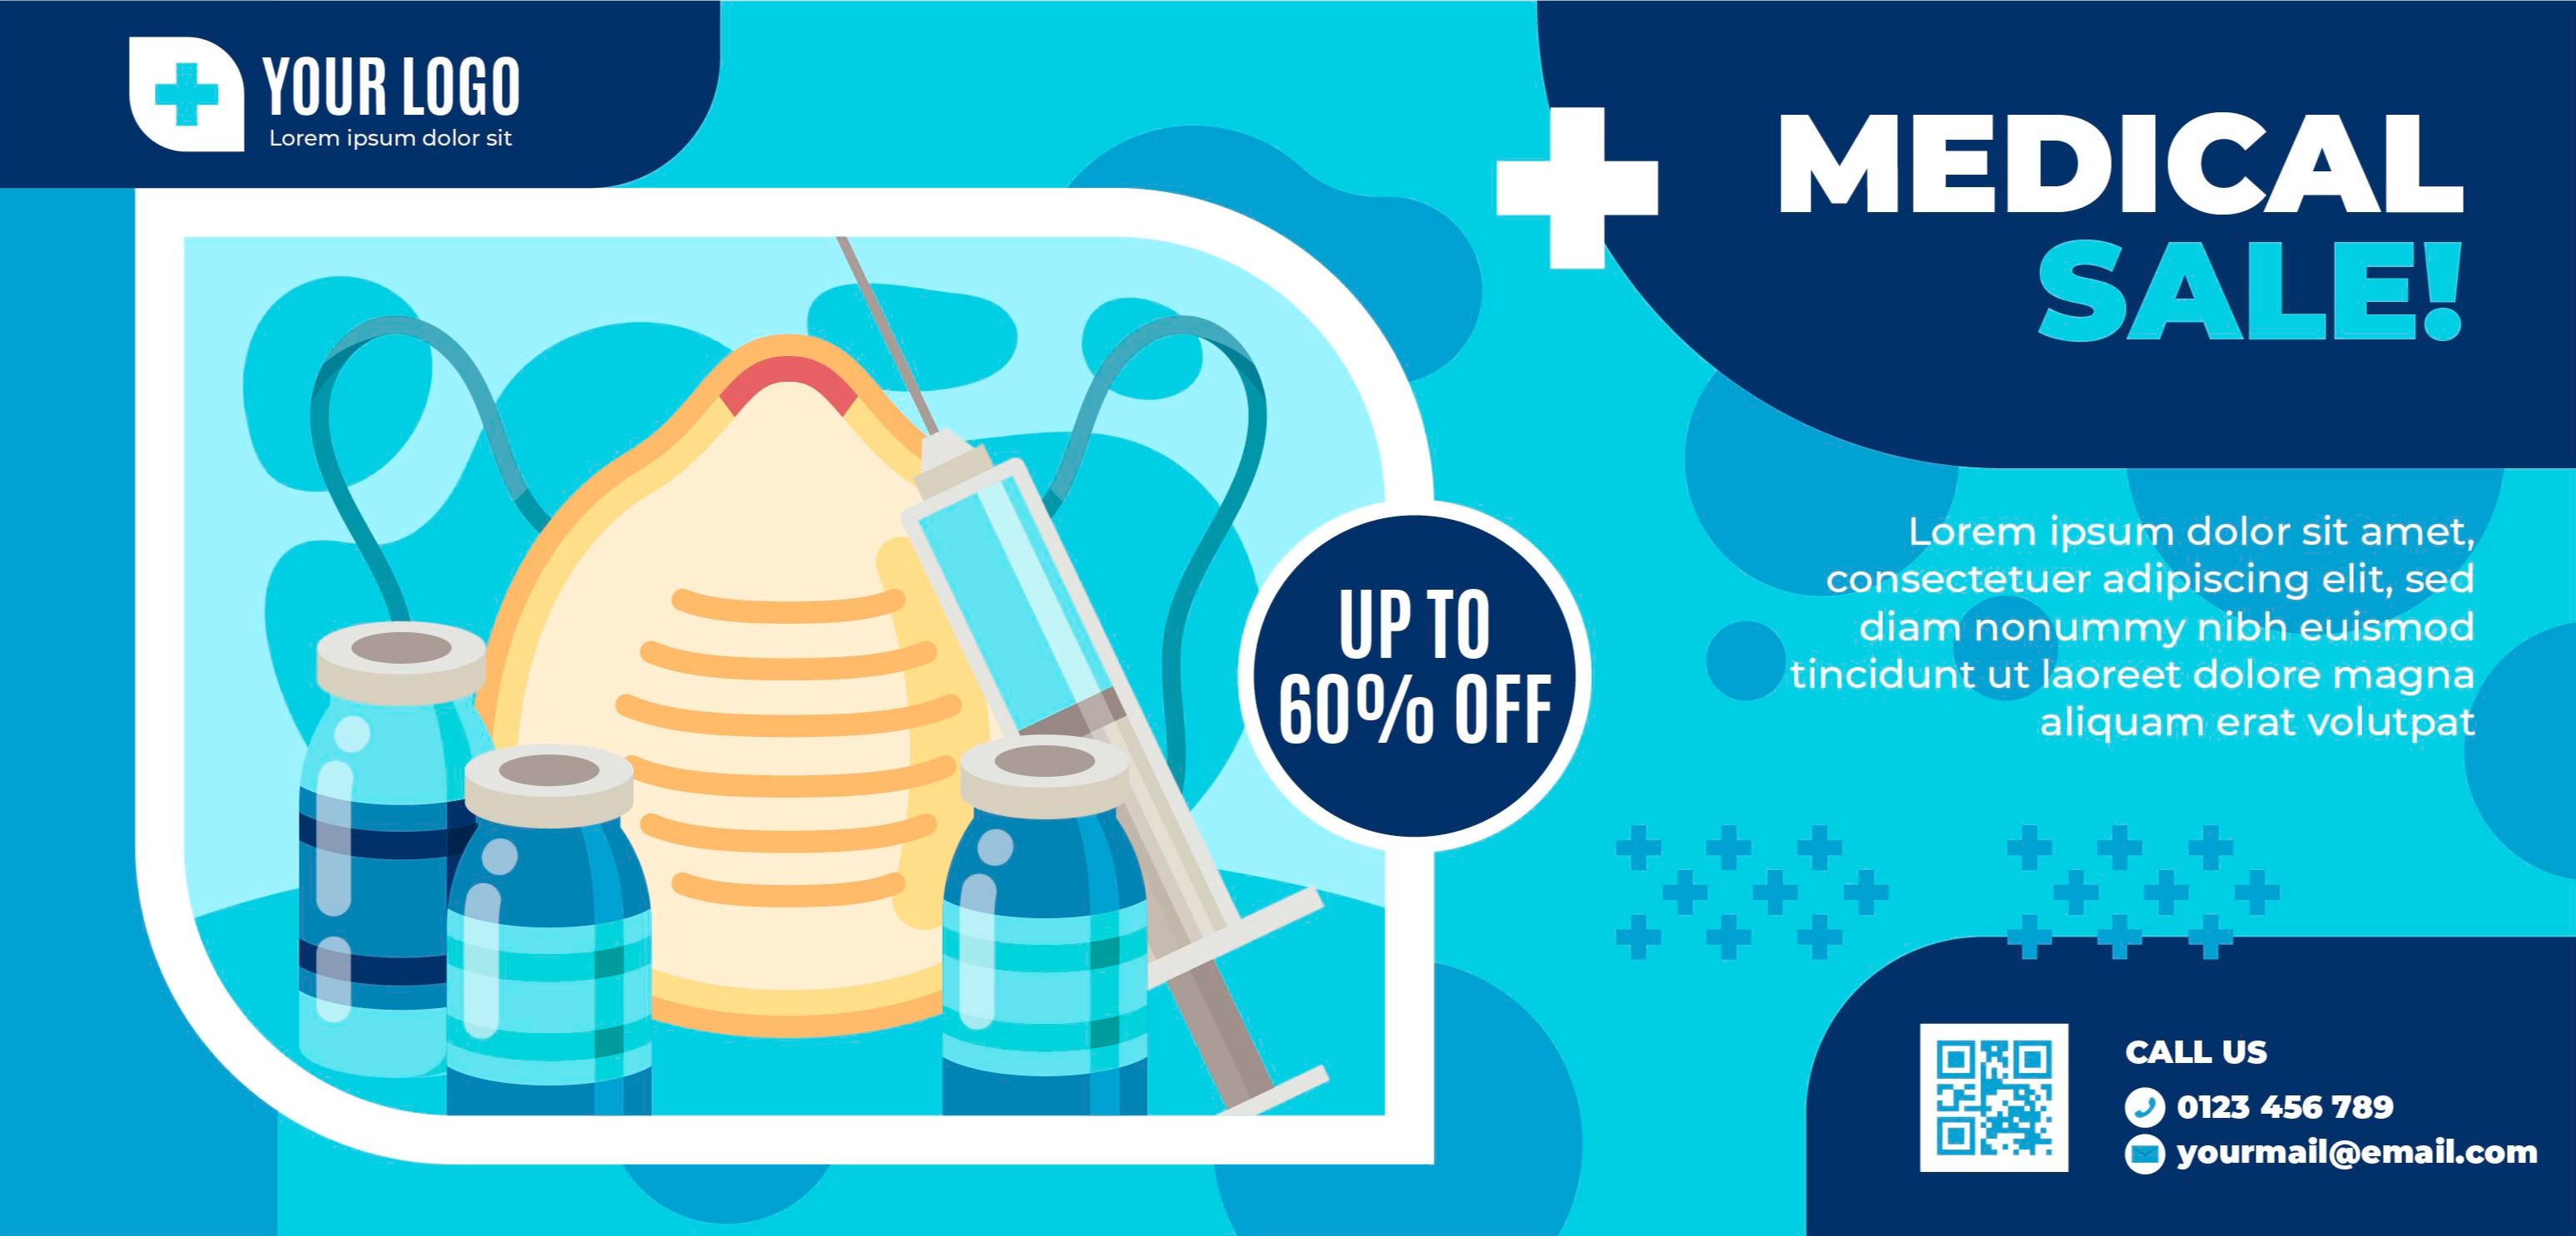 YOUR LOGO
Lorem ipsum dolor sit
MEDICAL
SALE!
UP TO
60% OFF
Lorem ipsum dolor sit amet,
consectetuer adipiscing elit, sed
diam nonummy nibh euismod
tincidunt ut laoreet dolore magna
aliquam erat volutpat
CALL US
0123 456 789
yourmail@email.com